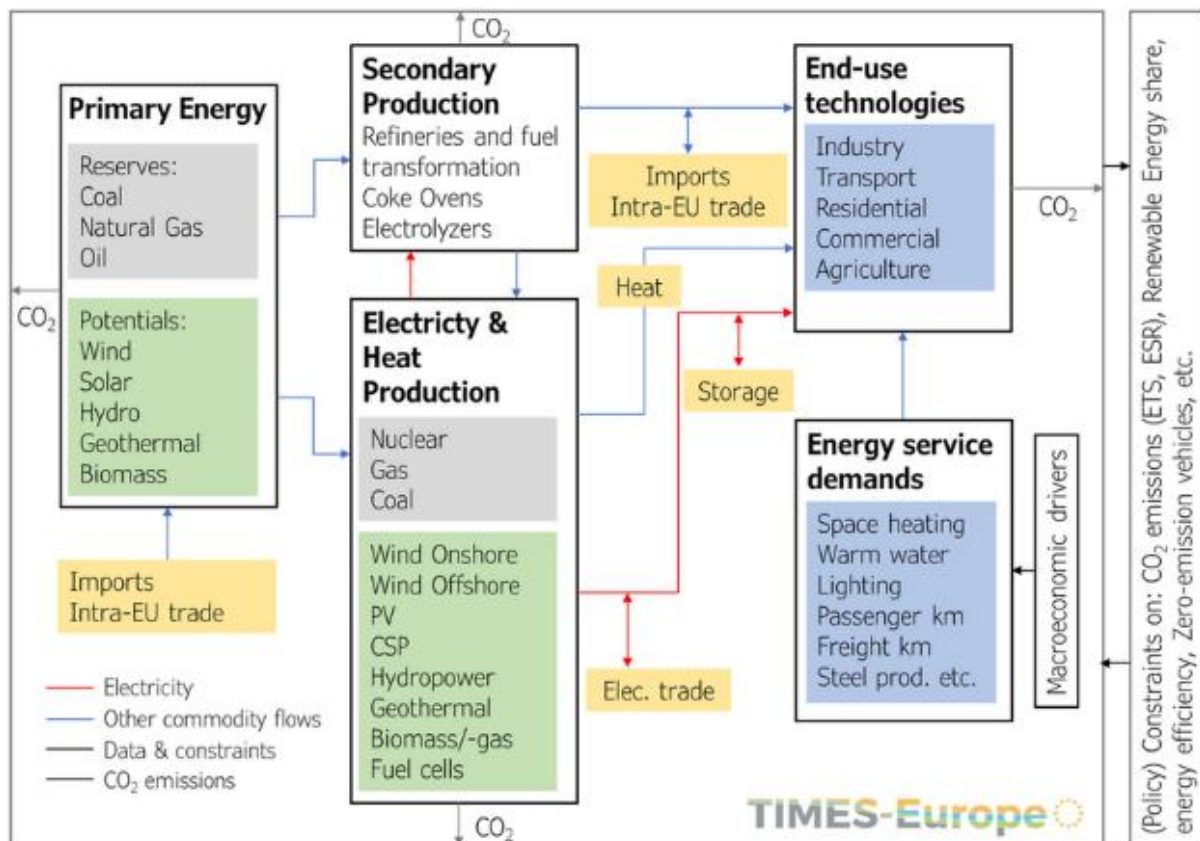 CO2
Primary Energy
Reserves:
Coal
Natural Gas
Oil
Potentials:
Wind
Solar
Hydro
Geothermal
Biomass
CO2
Imports
Intra-EU trade
Secondary
Production
Refineries and fuel
transformation
Coke Ovens
Electrolyzers
Electricty &
Heat
Production
Nuclear
Gas
Coal
Wind Onshore
Wind Offshore
PV
CSP
Hydropower
Geothermal
Biomass/-gas
Fuel cells
CO2
Imports
Intra-EU trade
Heat
Storage
Elec. trade
End-use
technologies
Industry
Transport
Residential
Commercial
Agriculture
CO2
Energy service
demands
Space heating
Warm water
Lighting
Passenger km
Freight km
Steel prod. etc.
Macroeconomic drivers
(Policy) Constraints on: CO2 emissions (ETS, ESR), Renewable Energy share,
energy efficiency, Zero-emission vehicles, etc.
Electricity
Other commodity flows
Data & constraints
CO2 emissions
TIMES-Europe